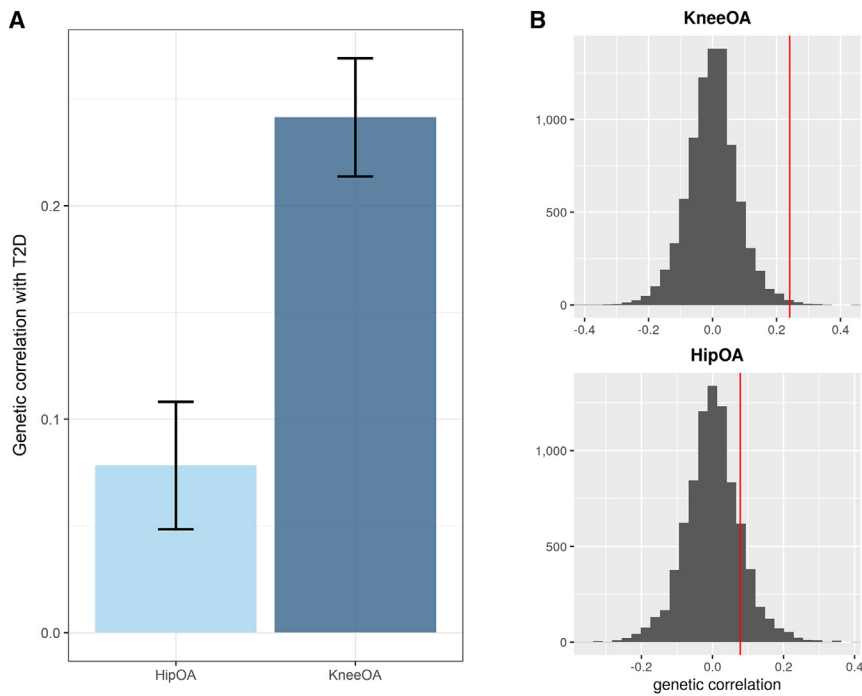 A
Genetic correlation with T2D
0.2
0.1
0.0
HipOA
KneeOA
B
KneeOA
1,000
500
0
-0.4
-0.2
0.0
0.2
0.4
HipOA
1,000
500
0
-0.2
0.0
0.2
0.4
genetic correlation